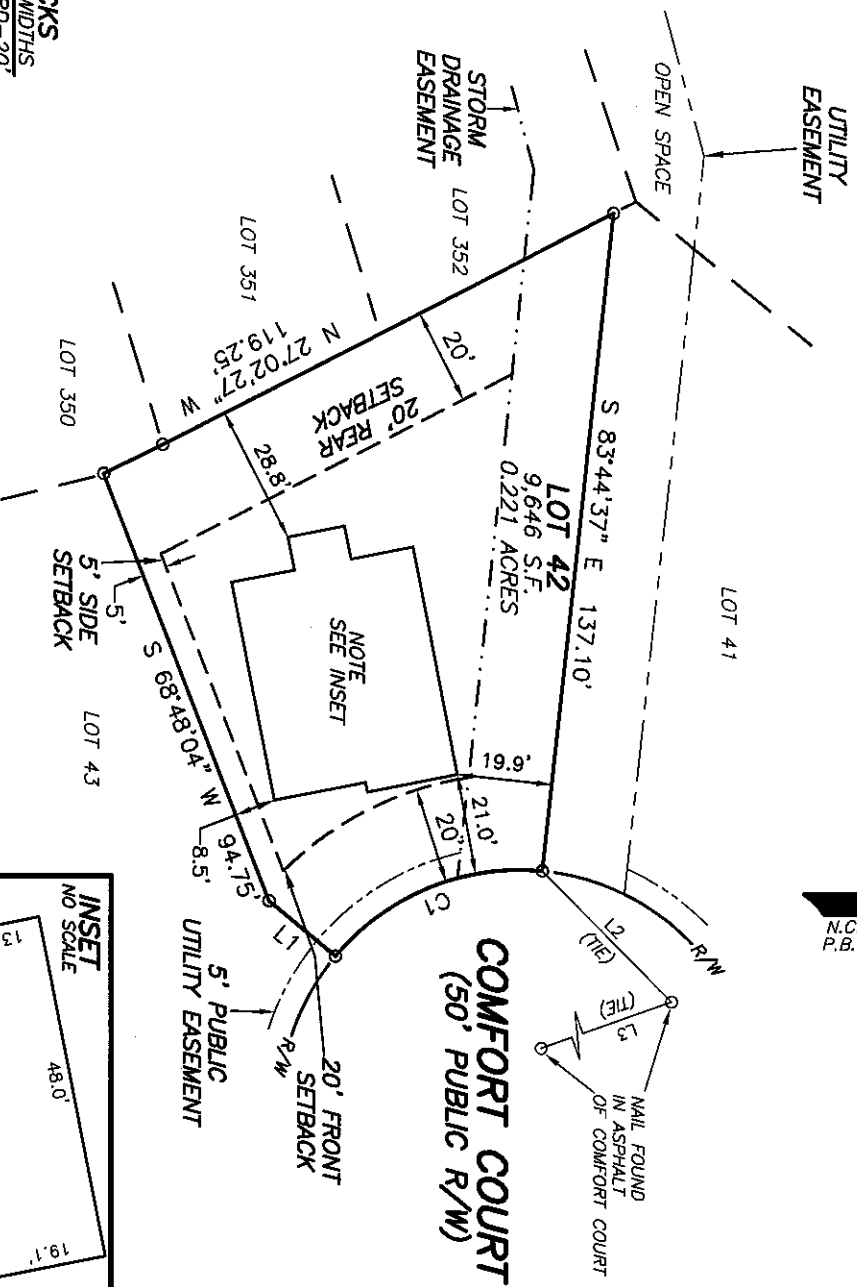 UTILITY
EASEMENT
OPEN SPACE
STORM
DRAINAGE
EASEMENT
LOT 352
LOT 351
LOT 350
N 27°02'27" W
119.25'
20'
20' REAR
SETBACK
28.8'
S 83°44'37" E 137.10'
LOT 42
9,646 S.F.
0.221 ACRES
LOT 41
NOTE
SEE INSET
5' SIDE
SETBACK
5'
S 68°48'04" W 94.75'
LOT 43
8.5'
19.9'
21.0'
20'
C1
L1
L2
(TIE)
L3
(TIE)
R/W
R/W
NAIL FOUND
IN ASPHALT
OF COMFORT COURT
COMFORT COURT
(50' PUBLIC R/W)
20' FRONT
SETBACK
5' PUBLIC
UTILITY EASEMENT
INSET
NO SCALE
13
48.0'
19.1'
N.C.
P.B.
CKS
WIDTHS